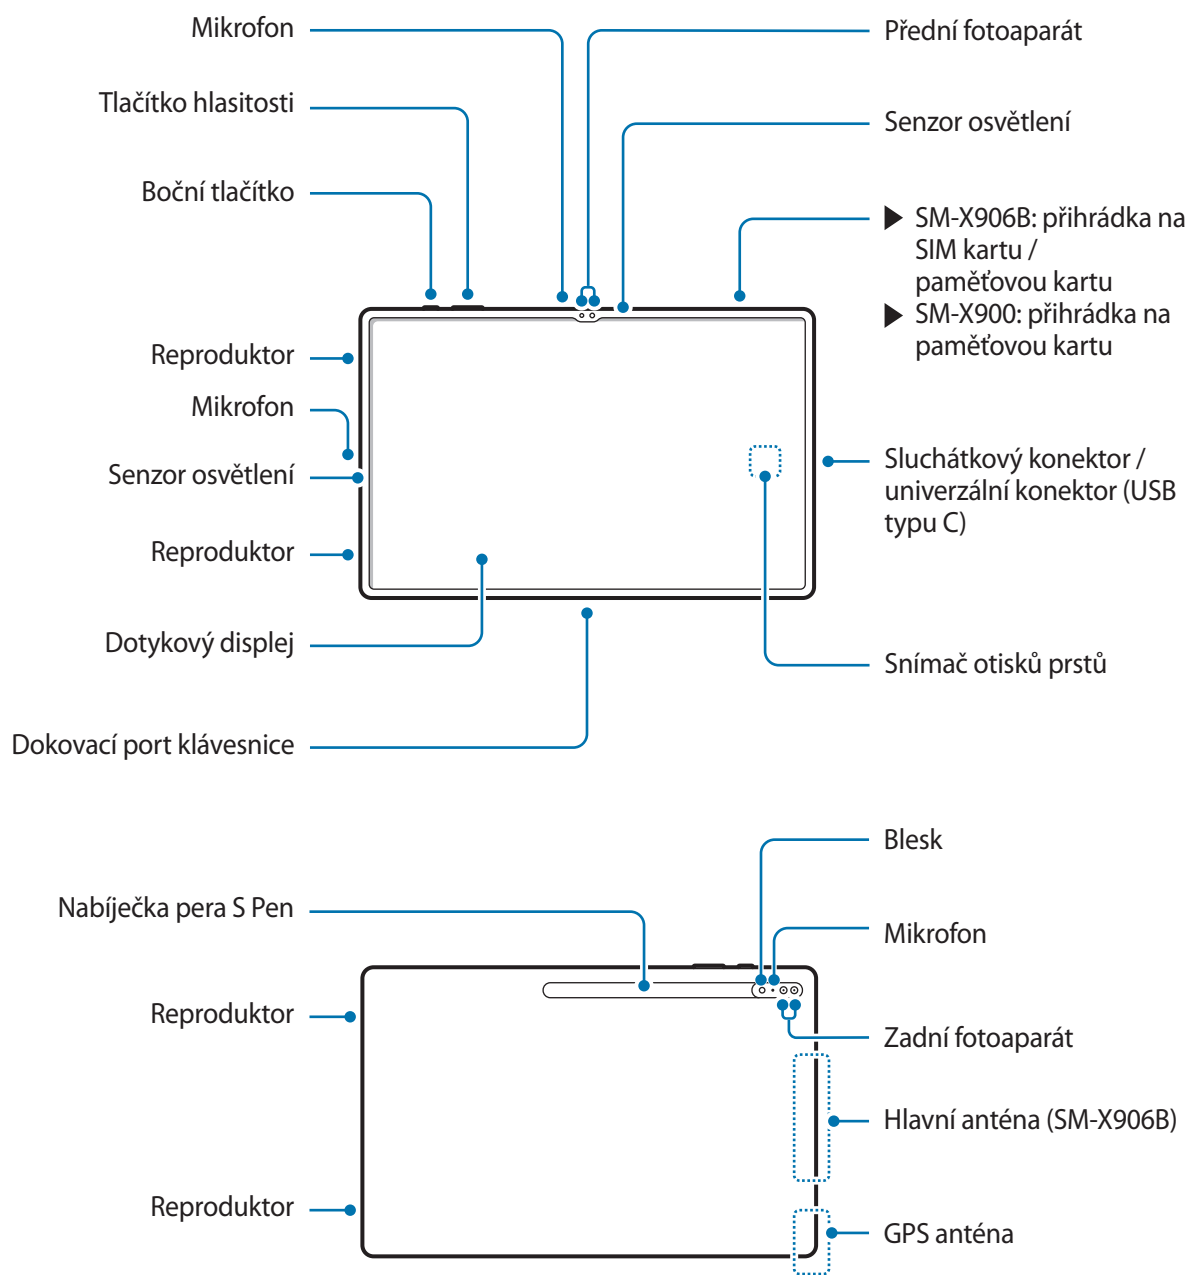 Mikrofon
Tlačítko hlasitosti
Boční tlačítko
Reproduktor
Mikrofon
Senzor osvětlení
Reproduktor
Dotykový displej
Dokovací port klávesnice
Přední fotoaparát
Senzor osvětlení
▶ SM-X906B: přihrádka na
SIM kartu /
paměťovou kartu
▶ SM-X900: přihrádka na
paměťovou kartu
Sluchátkový konektor /
univerzální konektor (USB
typu C)
Snímač otisků prstů
Nabíječka pera S Pen
Reproduktor
Reproduktor
Blesk
Mikrofon
Zadní fotoaparát
Hlavní anténa (SM-X906B)
GPS anténa